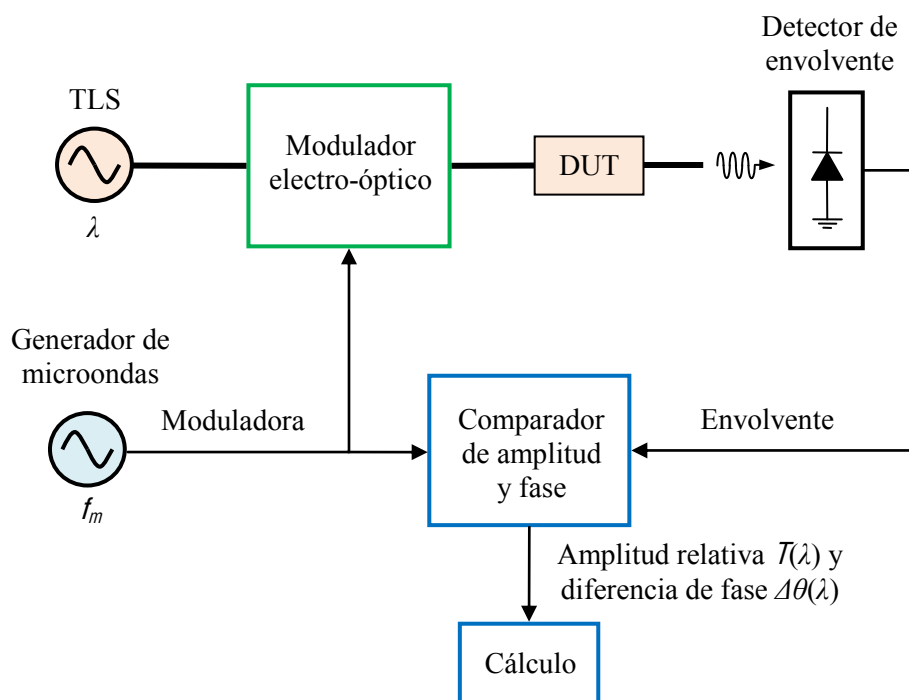 TLS
λ
Modulador
electro-óptico
DUT
Detector de
envolvente
Generador de
microondas
fm
Moduladora
Comparador
de amplitud
y fase
Envolvente
Amplitud relativa T(λ) y
diferencia de fase Δθ(λ)
Cálculo